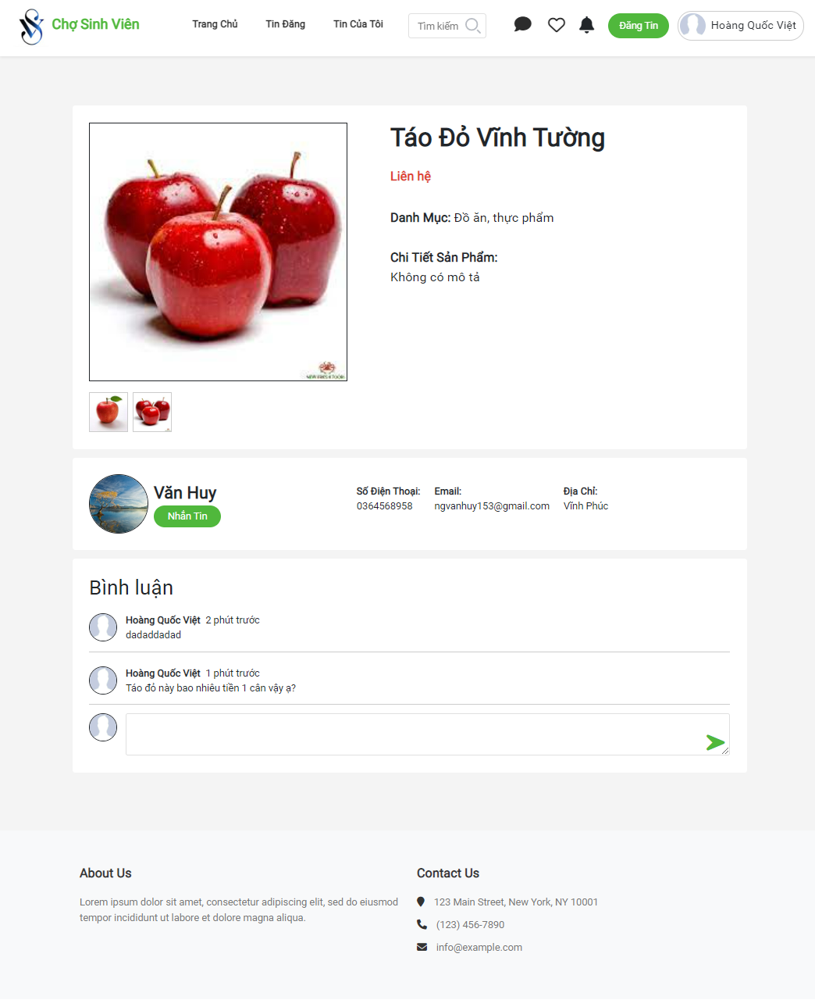 Chợ Sinh Viên
Trang Chủ
Tin Đăng
Tin Của Tôi
Tìm kiếm
Đăng Tin
Hoàng Quốc Việt
Táo Đỏ Vĩnh Tường
Liên hệ
Danh Mục: Đồ ăn, thực phẩm
Chi Tiết Sản Phẩm:
Không có mô tả
Văn Huy
Nhắn Tin
Số Điện Thoại:
0364568958
Email:
ngvanhuy153@gmail.com
Địa Chỉ:
Vĩnh Phúc
Bình luận
Hoàng Quốc Việt 2 phút trước
dadaddadad
Hoàng Quốc Việt 1 phút trước
Táo đỏ này bao nhiêu tiền 1 cân vậy ạ?
About Us
Lorem ipsum dolor sit amet, consectetur adipiscing elit, sed do eiusmod
tempor incididunt ut labore et dolore magna aliqua.
Contact Us
123 Main Street, New York, NY 10001
(123) 456-7890
info@example.com